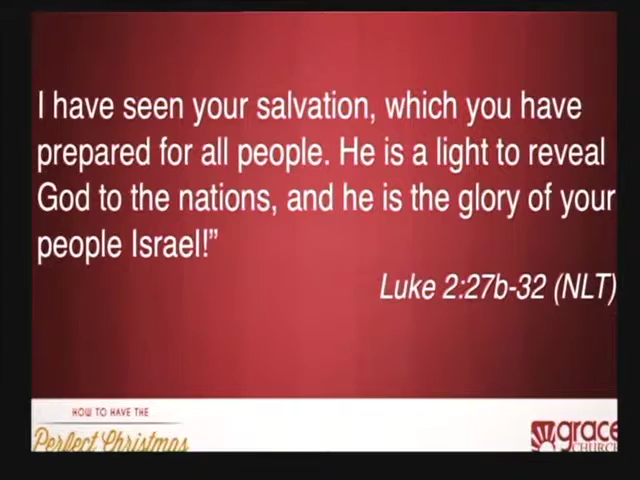 I have seen your salvation, which you have
prepared for all people. He is a light to reveal
God to the nations, and he is the glory of your
people Israel!”
Luke 2:27b-32 (NLT)
HOW TO HAVE THE
Perfect Christmas
grace
CHURCH